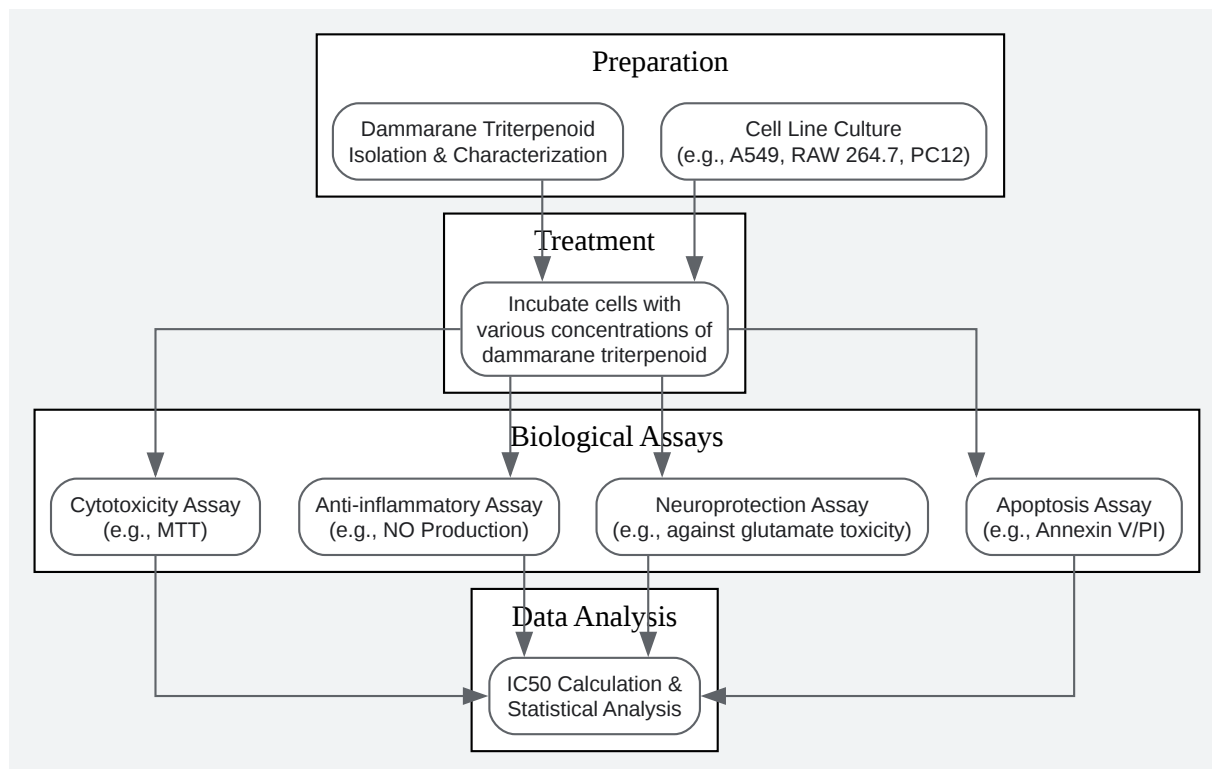 Preparation
Dammarane Triterpenoid
Isolation & Characterization
Cell Line Culture
(e.g., A549, RAW 264.7, PC12)
Treatment
Incubate cells with
various concentrations of
dammarane triterpenoid
Biological Assays
Cytotoxicity Assay
(e.g., MTT)
Anti-inflammatory Assay
(e.g., NO Production)
Neuroprotection Assay
(e.g., against glutamate toxicity)
Apoptosis Assay
(e.g., Annexin V/PI)
Data Analysis
IC50 Calculation &
Statistical Analysis